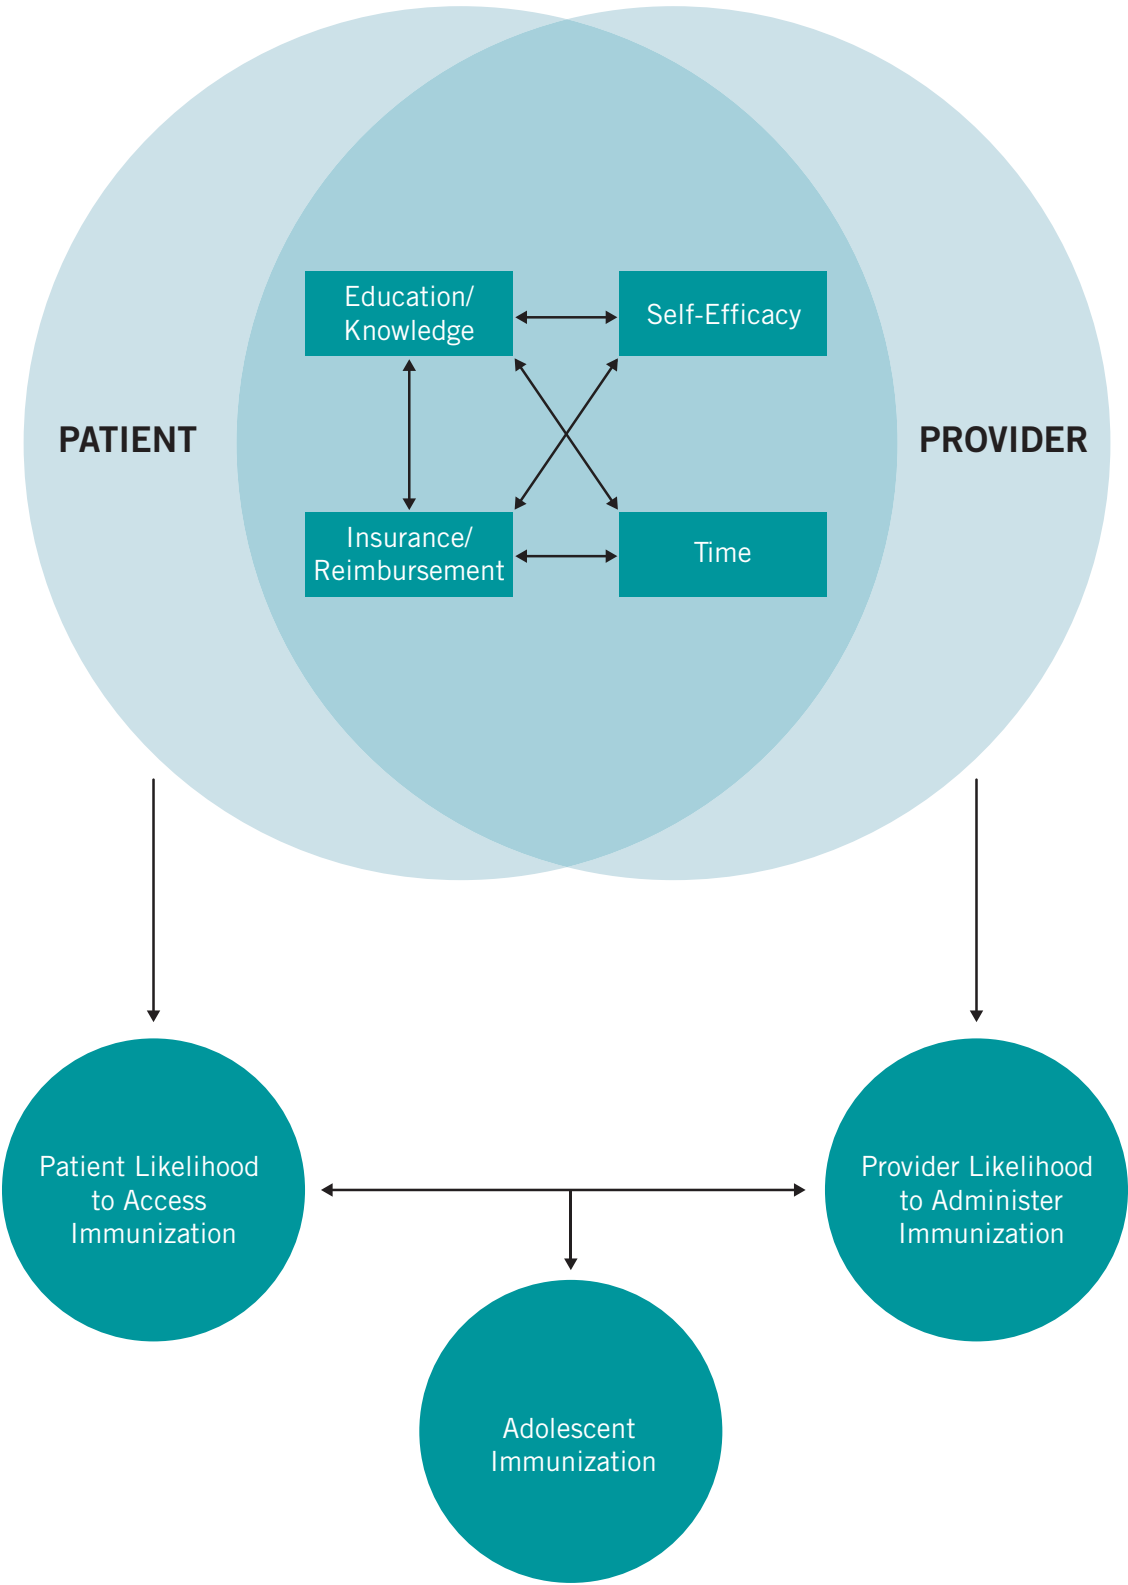 Education/
Knowledge
Self-Efficacy
PATIENT
PROVIDER
Insurance/
Reimbursement
Time
Patient Likelihood
to Access
Immunization
Provider Likelihood
to Administer
Immunization
Adolescent
Immunization